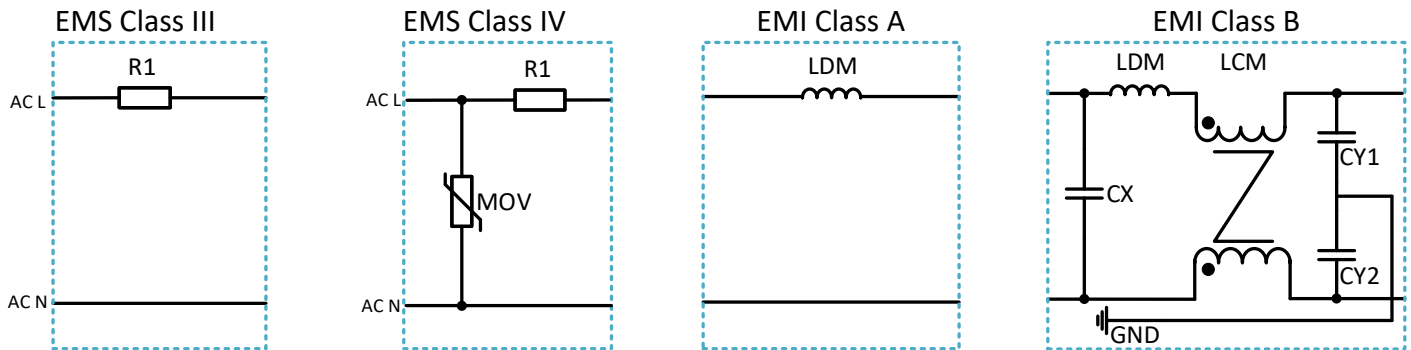 EMS Class III
EMS Class IV
EMI Class A
EMI Class B
R1
AC L
AC N
R1
AC L
MOV
AC N
LDM
LDM
LCM
CX
CY1
CY2
GND